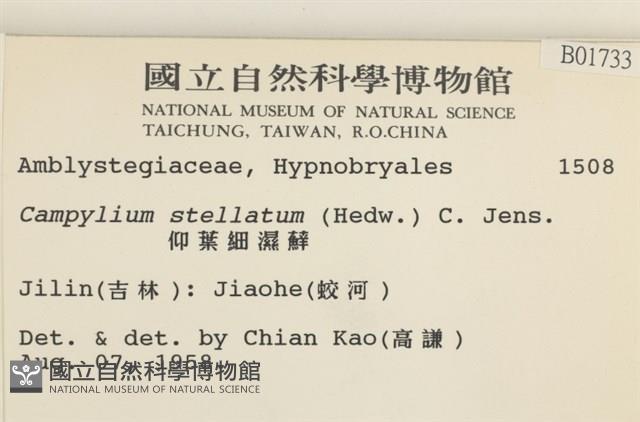 B01733
國立自然科學博物館
NATIONAL MUSEUM OF NATURAL SCIENCE
TAICHUNG, TAIWAN, R.O.CHINA
Amblystegiaceae, Hypnobryales 1508
Campylium stellatum (Hedw.) C. Jens.
仰葉細濕蘚
Jilin(吉林): Jiaohe(蛟河)
Det. & det. by Chian Kao(高謙)
Aug. 07, 1958
國立自然科學博物館
NATIONAL MUSEUM OF NATURAL SCIENCE